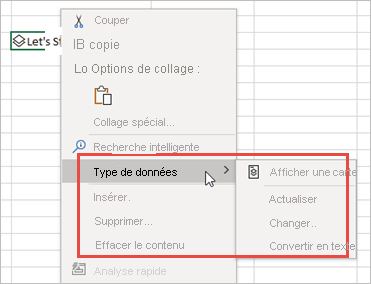 Couper
Let's St
IB copie
Lo Options de collage :
Collage spécial...
Recherche intelligente
Type de données
Afficher une carte
Insérer.
Actualiser
Supprimer...
Changer..
Effacer le contenu
Convertir en texte
Analyse rapide